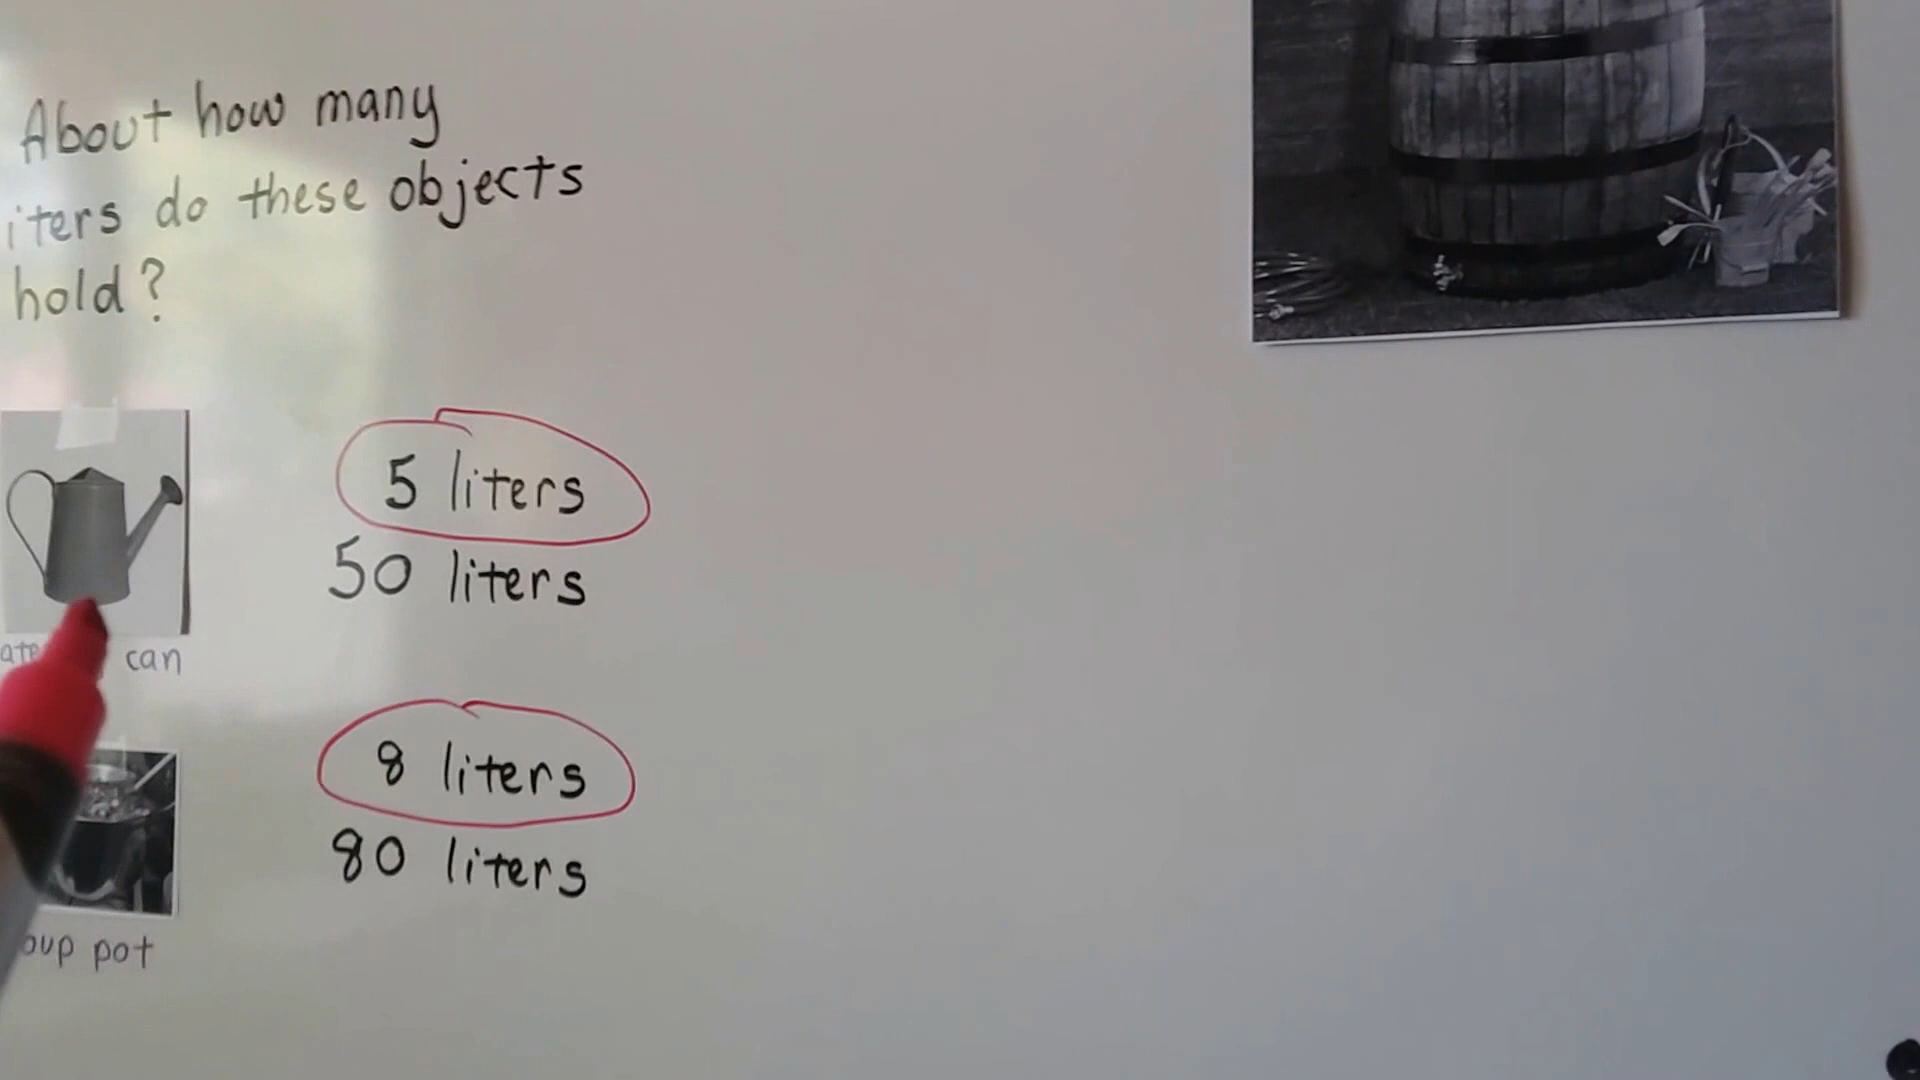 About how many
iters do these objects
hold?
5 liters
50 liters
can
8 liters
80 liters
oup pot